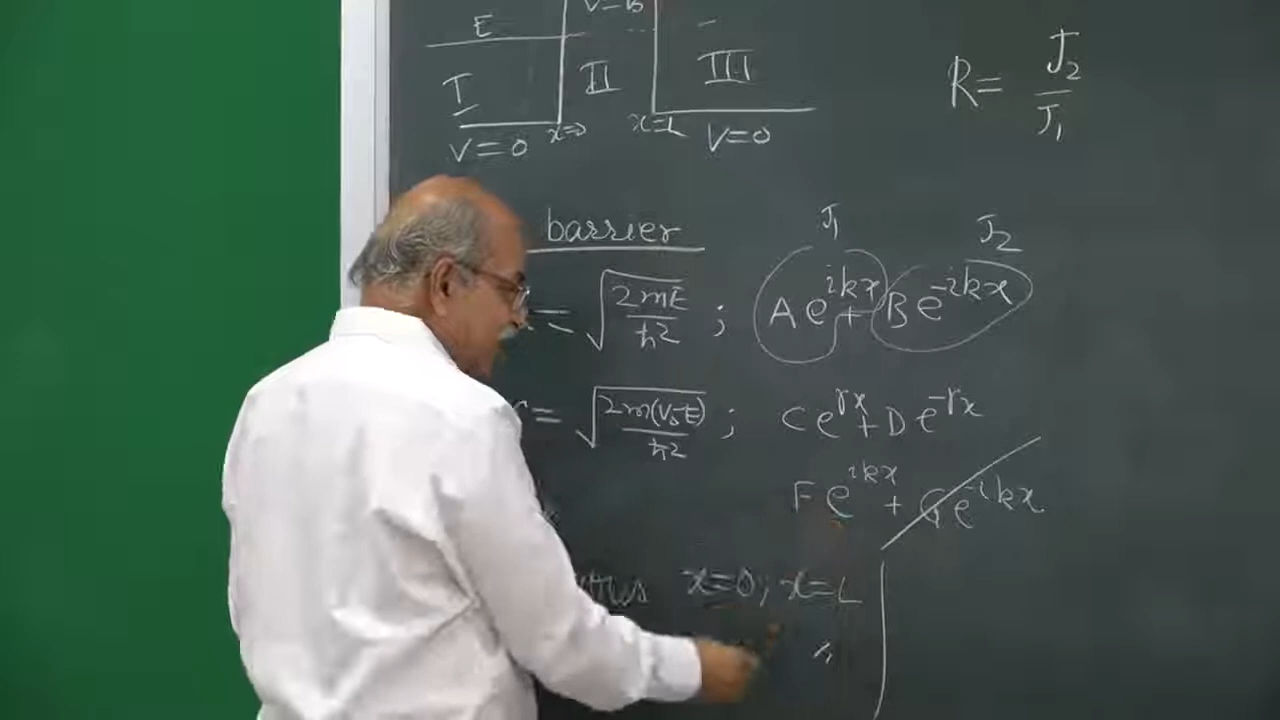 E
I II III
x=0 x=L
V=0 V=0
R= J₂/J₁
barrier
J₁ J₂
= √(2mE/ħ²) ; Ae^{ikx} + Be^{-ikx}
= √(2m(V₀-E)/ħ²) ; Ce^{γx} + De^{-γx}
Fe^{ikx} + Ge^{-ikx}
x=0, x=L
"